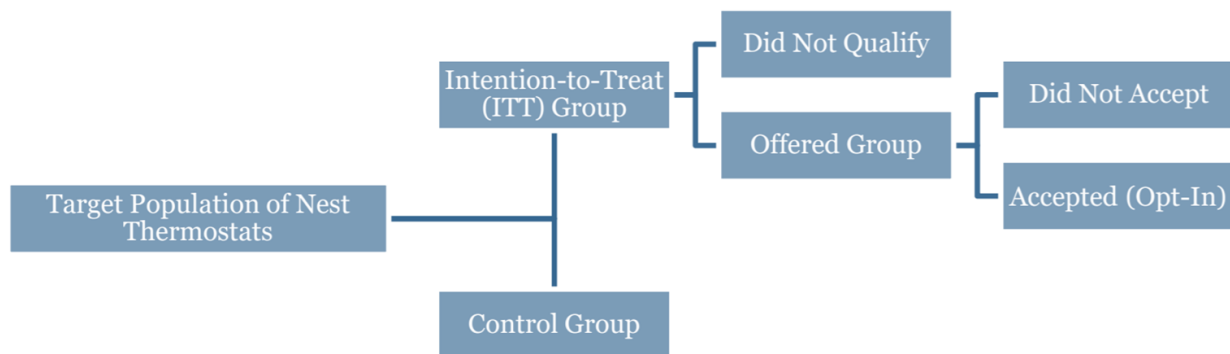 Target Population of Nest
Thermostats
Intention-to-Treat
(ITT) Group
Control Group
Did Not Qualify
Offered Group
Did Not Accept
Accepted (Opt-In)